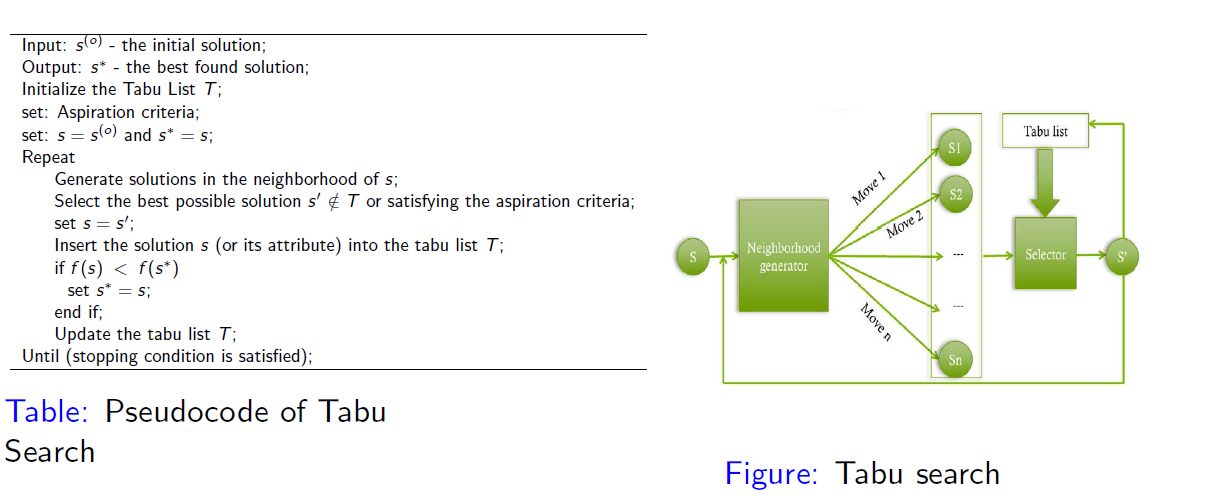 Input: s^(o) - the initial solution;
Output: s* - the best found solution;
Initialize the Tabu List T;
set: Aspiration criteria;
set: s = s^(o) and s* = s;
Repeat
Generate solutions in the neighborhood of s;
Select the best possible solution s′ ∉ T or satisfying the aspiration criteria;
set s = s′;
Insert the solution s (or its attribute) into the tabu list T;
if f(s) < f(s*)
set s* = s;
end if;
Update the tabu list T;
Until (stopping condition is satisfied);
Table: Pseudocode of Tabu
Search
S
Neighborhood
generator
Move 1
Move 2
Move n
S1
S2
---
---
Sn
Tabu list
Selector
S'
Figure: Tabu search